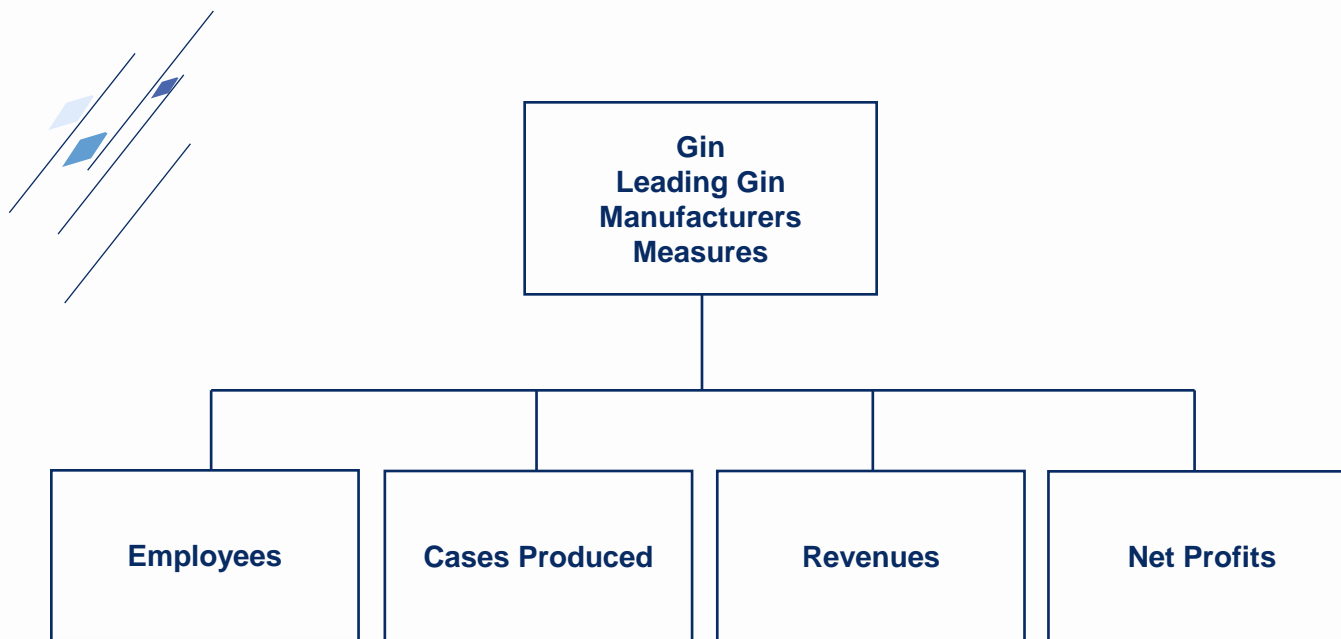 Gin
Leading Gin
Manufacturers
Measures
Employees
Cases Produced
Revenues
Net Profits